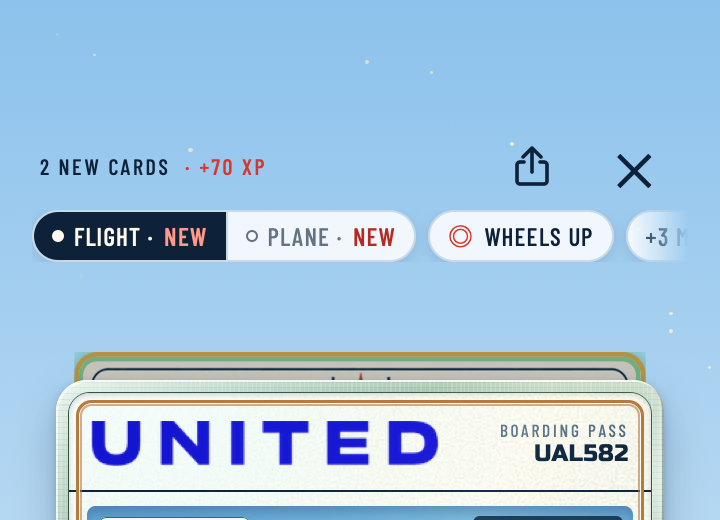 2 NEW CARDS · +70 XP
FLIGHT · NEW
PLANE · NEW
WHEELS UP
+3
UNITED
BOARDING PASS
UAL582